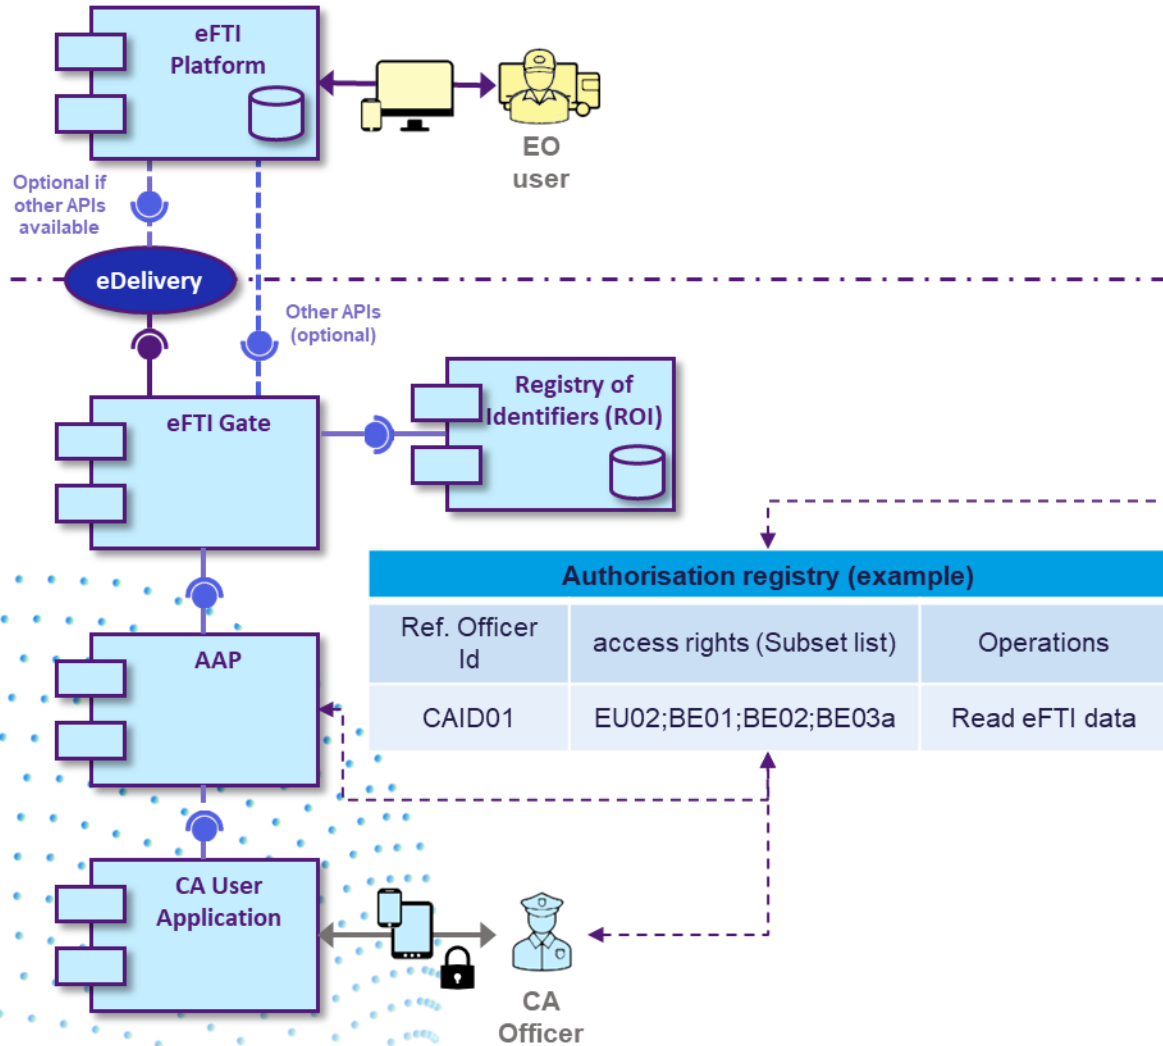 eFTI
Platform
EO
user
Optional if
other APIs
available
eDelivery
Other APIs
(optional)
Registry of
Identifiers (ROI)
eFTI Gate
Authorisation registry (example)
Ref. Officer
Id
access rights (Subset list)
Operations
CAID01
EU02;BE01;BE02;BE03a
Read eFTI data
AAP
CA User
Application
CA
Officer